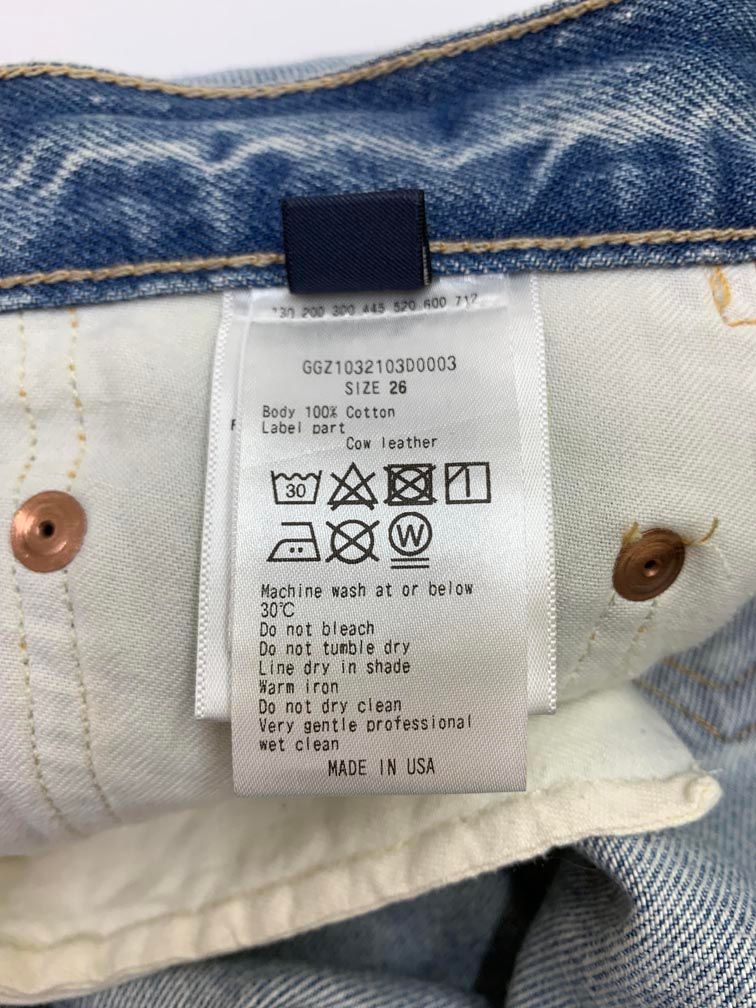 200 300 445 520 600
GGZ1032103D0003
SIZE 26
Body 100% Cotton
Label part
Cow leather
30
W
Machine wash at or below
30℃
Do not bleach
Do not tumble dry
Line dry in shade
Warm iron
Do not dry clean
Very gentle professional
wet clean
MADE IN USA